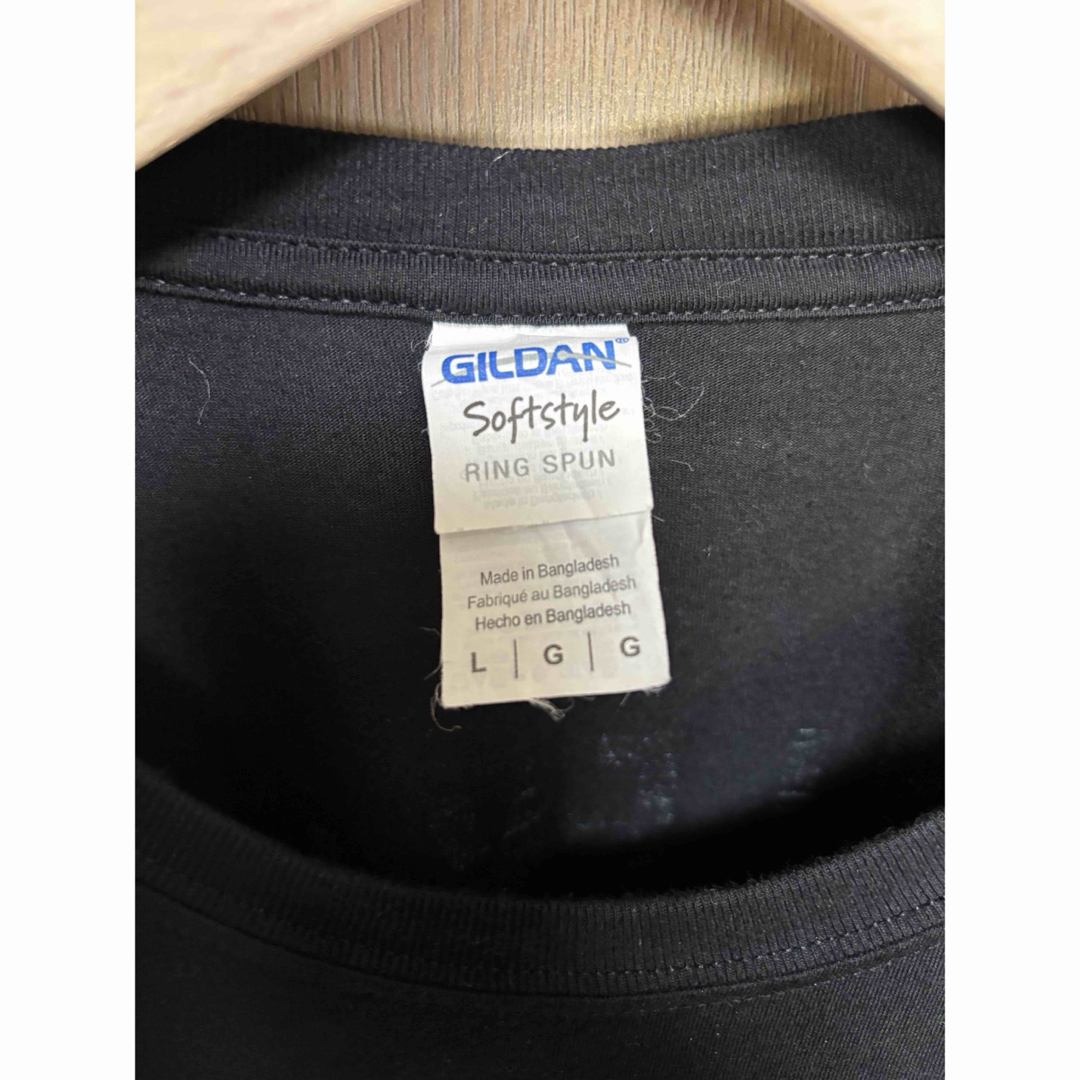 GILDAN®
Softstyle
RING SPUN
Made in Bangladesh
Fabriqué au Bangladesh
Hecho en Bangladesh
L | G | G